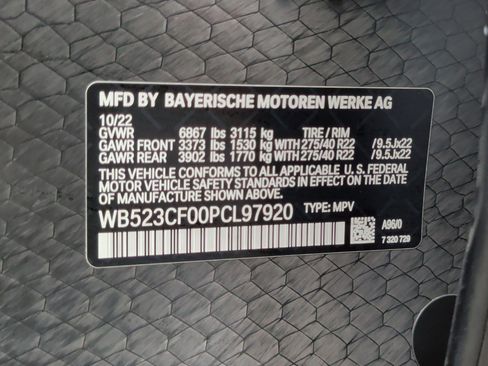 MFD BY BAYERISCHE MOTOREN WERKE AG
10/22
GVWR 6867 lbs 3115 kg TIRE / RIM
GAWR FRONT 3373 lbs 1530 kg WITH 275/40 R22 /9.5Jx22
GAWR REAR 3902 lbs 1770 kg WITH 275/40 R22 /9.5Jx22
THIS VEHICLE CONFORMS TO ALL APPLICABLE U. S. FEDERAL
MOTOR VEHICLE SAFETY STANDARDS IN EFFECT ON THE DATE OF
MANUFACTURE SHOWN ABOVE.
WB523CF00PCL97920 TYPE: MPV
A96/0
7 320 729